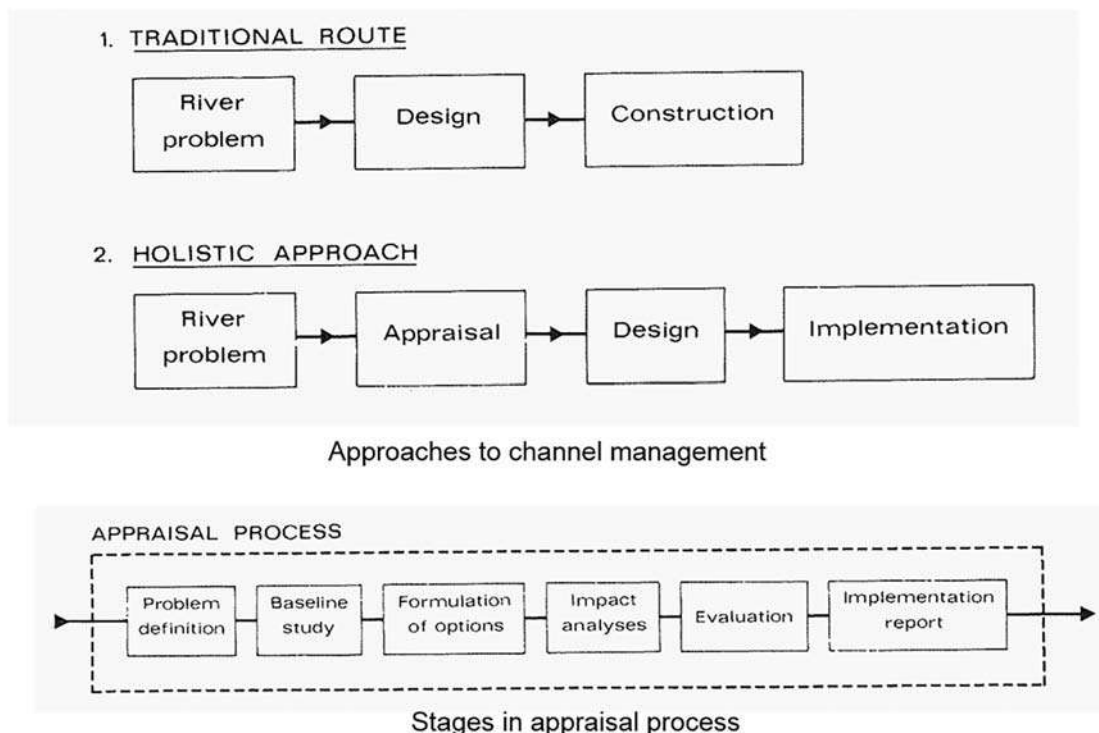 1. TRADITIONAL ROUTE
River
problem
Design
Construction
2. HOLISTIC APPROACH
River
problem
Appraisal
Design
Implementation
Approaches to channel management
APPRAISAL PROCESS
Problem
definition
Baseline
study
Formulation
of options
Impact
analyses
Evaluation
Implementation
report
Stages in appraisal process